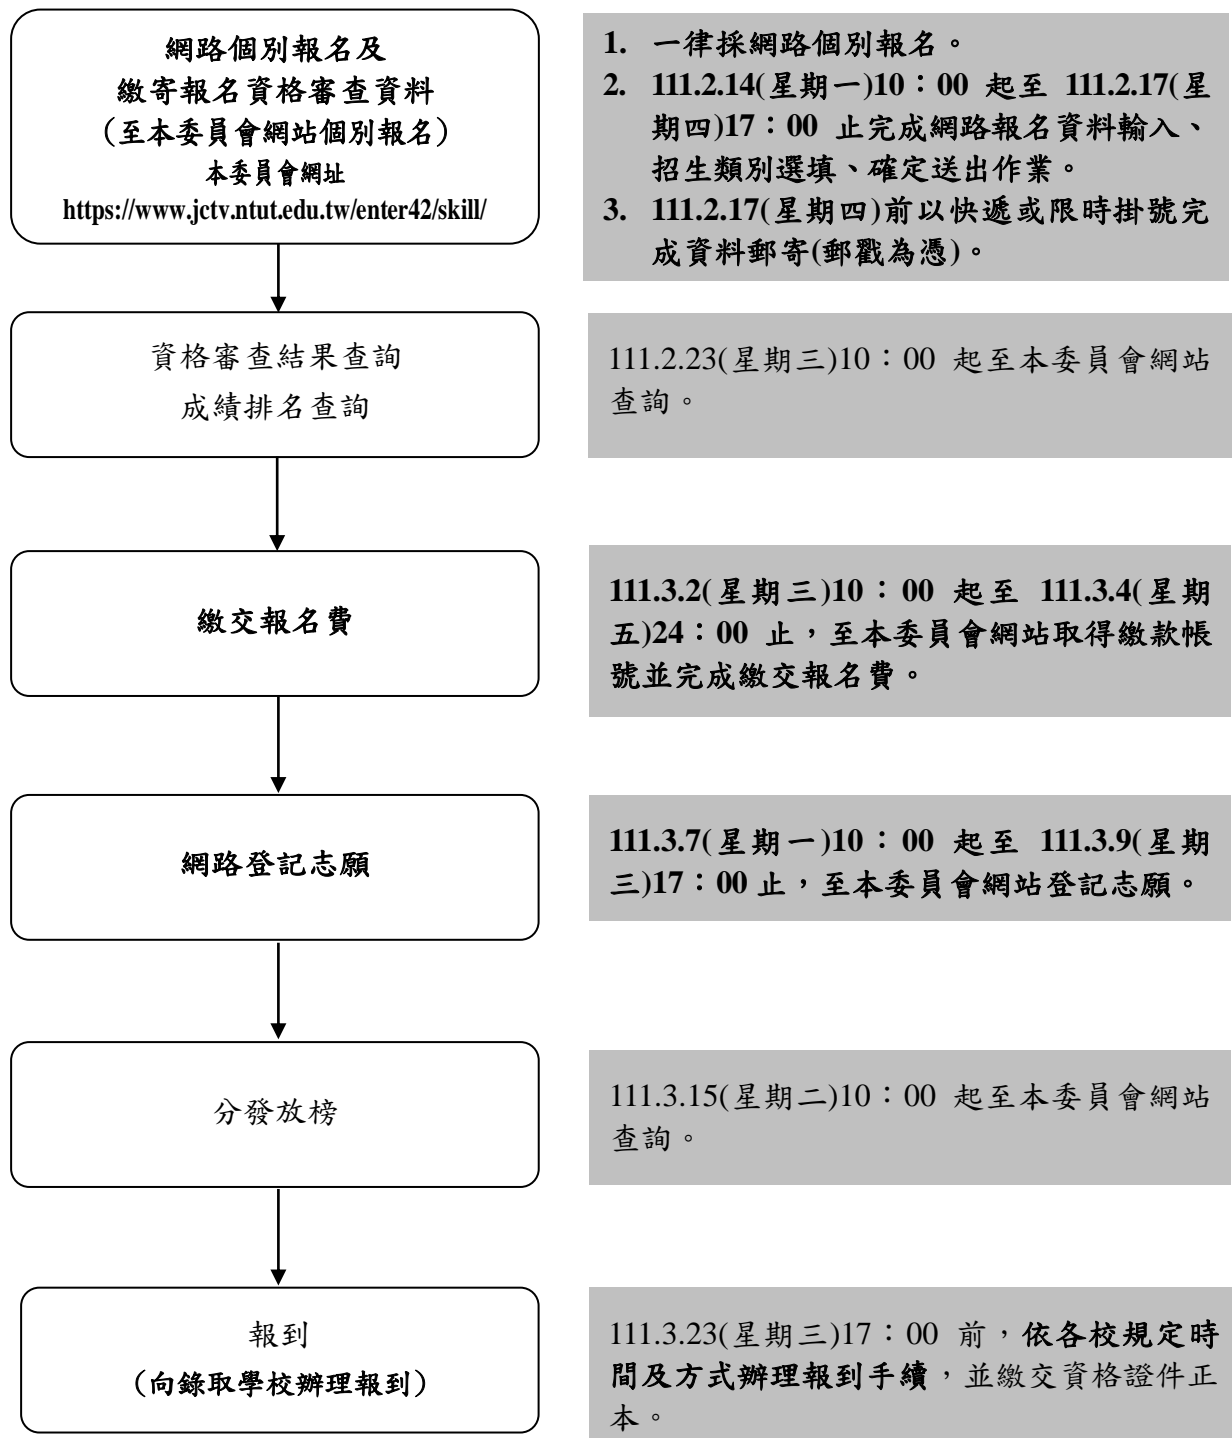 網路個別報名及
繳寄報名資格審查資料
(至本委員會網站個別報名)
本委員會網址
https://www.jctv.ntut.edu.tw/enter42/skill/
1. 一律採網路個別報名。
2. 111.2.14(星期一)10：00 起至 111.2.17(星
期四)17：00 止完成網路報名資料輸入、
招生類別選填、確定送出作業。
3. 111.2.17(星期四)前以快遞或限時掛號完
成資料郵寄(郵戳為憑)。
資格審查結果查詢
成績排名查詢
111.2.23(星期三)10：00 起至本委員會網站
查詢。
繳交報名費
111.3.2(星期三)10：00 起至 111.3.4(星期
五)24：00 止，至本委員會網站取得繳款帳
號並完成繳交報名費。
網路登記志願
111.3.7(星期一)10：00 起至 111.3.9(星期
三)17：00 止，至本委員會網站登記志願。
分發放榜
111.3.15(星期二)10：00 起至本委員會網站
查詢。
報到
(向錄取學校辦理報到)
111.3.23(星期三)17：00 前，依各校規定時
間及方式辦理報到手續，並繳交資格證件正
本。